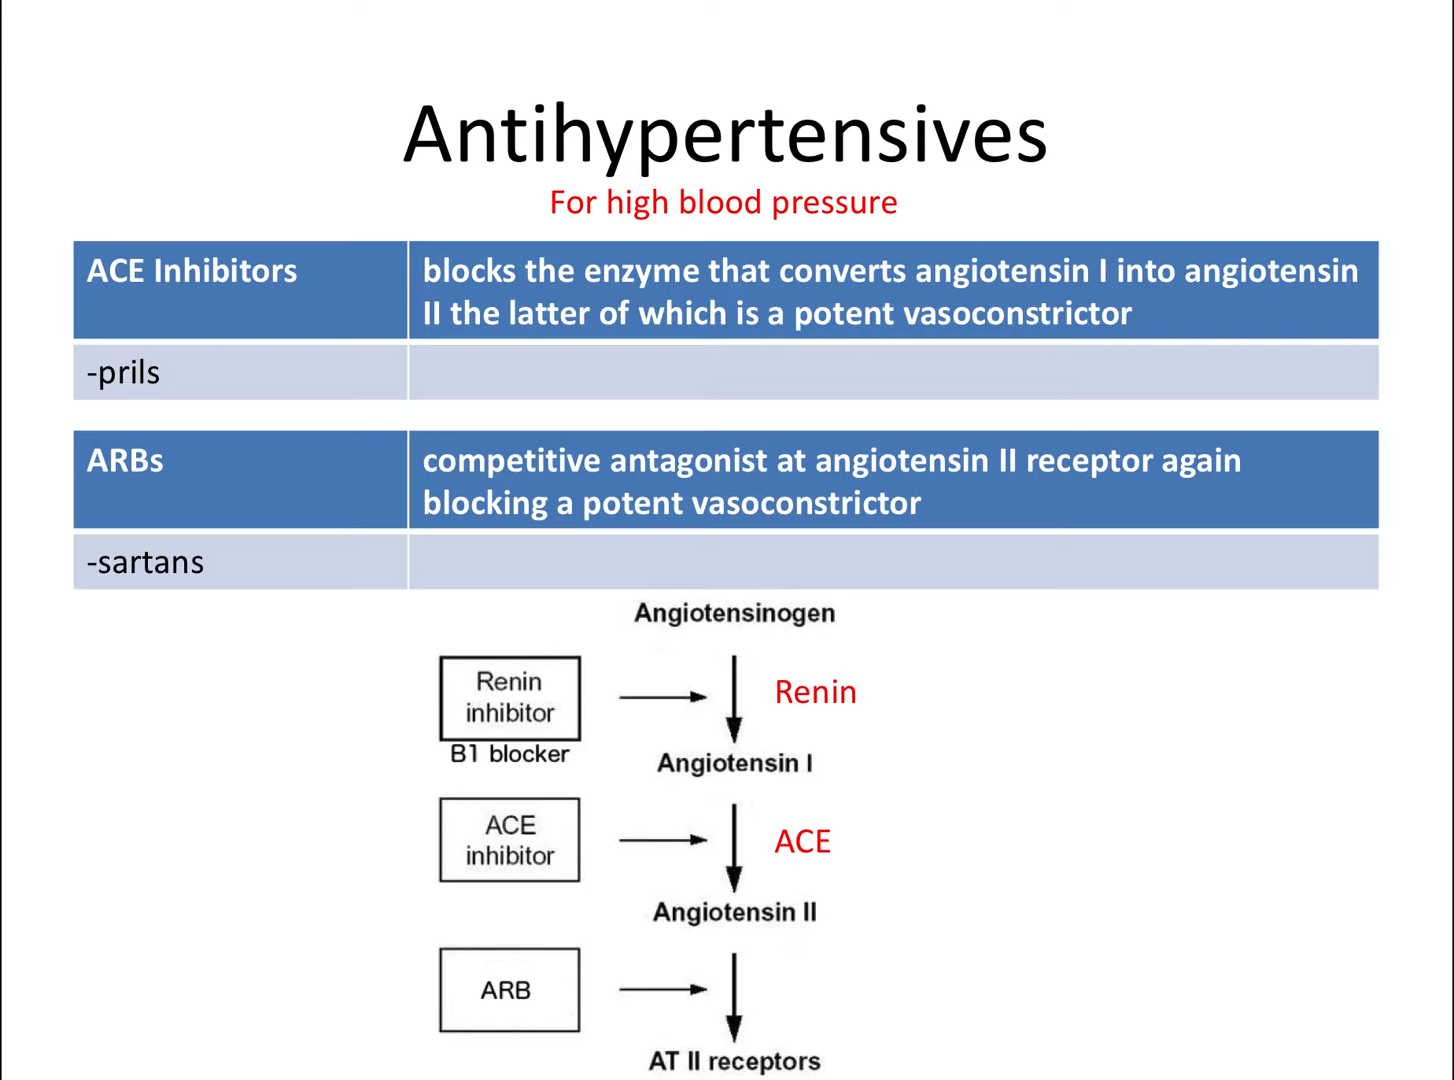 Antihypertensives
For high blood pressure
ACE Inhibitors
blocks the enzyme that converts angiotensin I into angiotensin
II the latter of which is a potent vasoconstrictor
-prils
ARBs
competitive antagonist at angiotensin II receptor again
blocking a potent vasoconstrictor
-sartans
Angiotensinogen
Renin
inhibitor
B1 blocker
Renin
Angiotensin I
ACE
inhibitor
ACE
Angiotensin II
ARB
AT II receptors